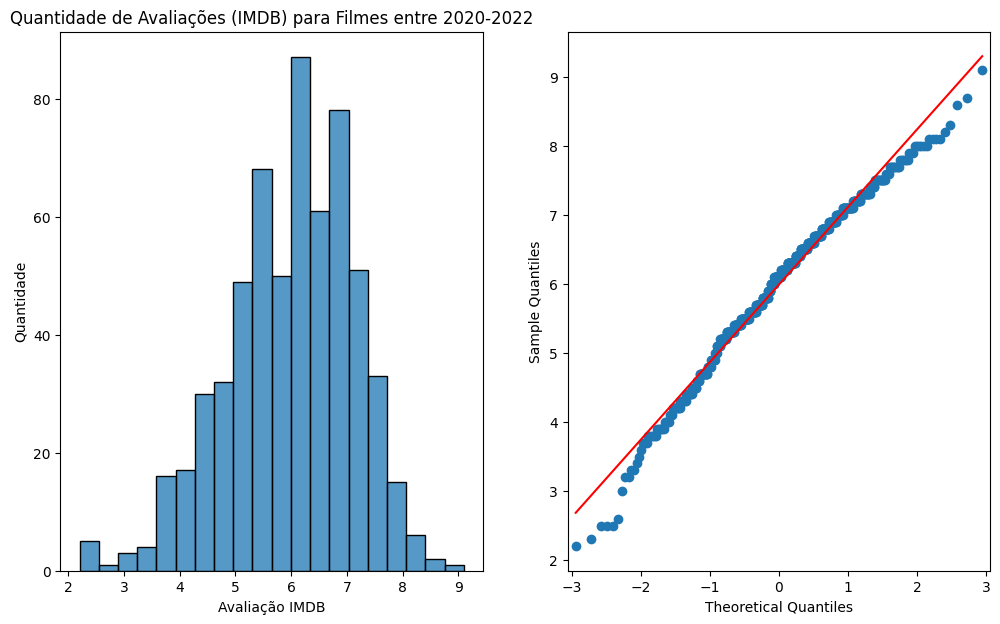 Quantidade de Avaliações (IMDB) para Filmes entre 2020-2022
Quantidade
80
60
40
20
0
2 3 4 5 6 7 8 9
Avaliação IMDB
Sample Quantiles
9
8
7
6
5
4
3
2
−3 −2 −1 0 1 2 3
Theoretical Quantiles